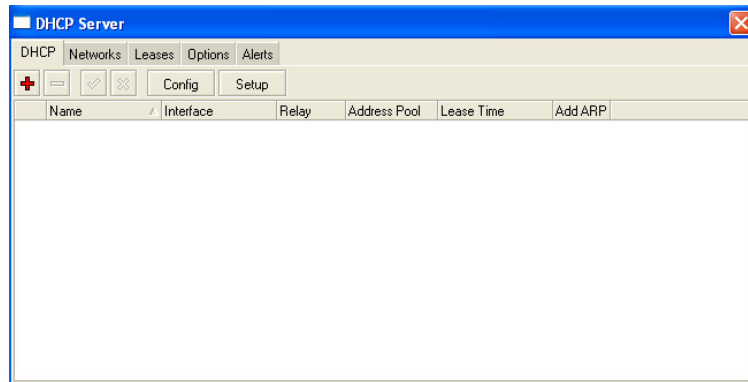 DHCP Server
DHCP Networks Leases Options Alerts
Config Setup
Name Interface Relay Address Pool Lease Time Add ARP